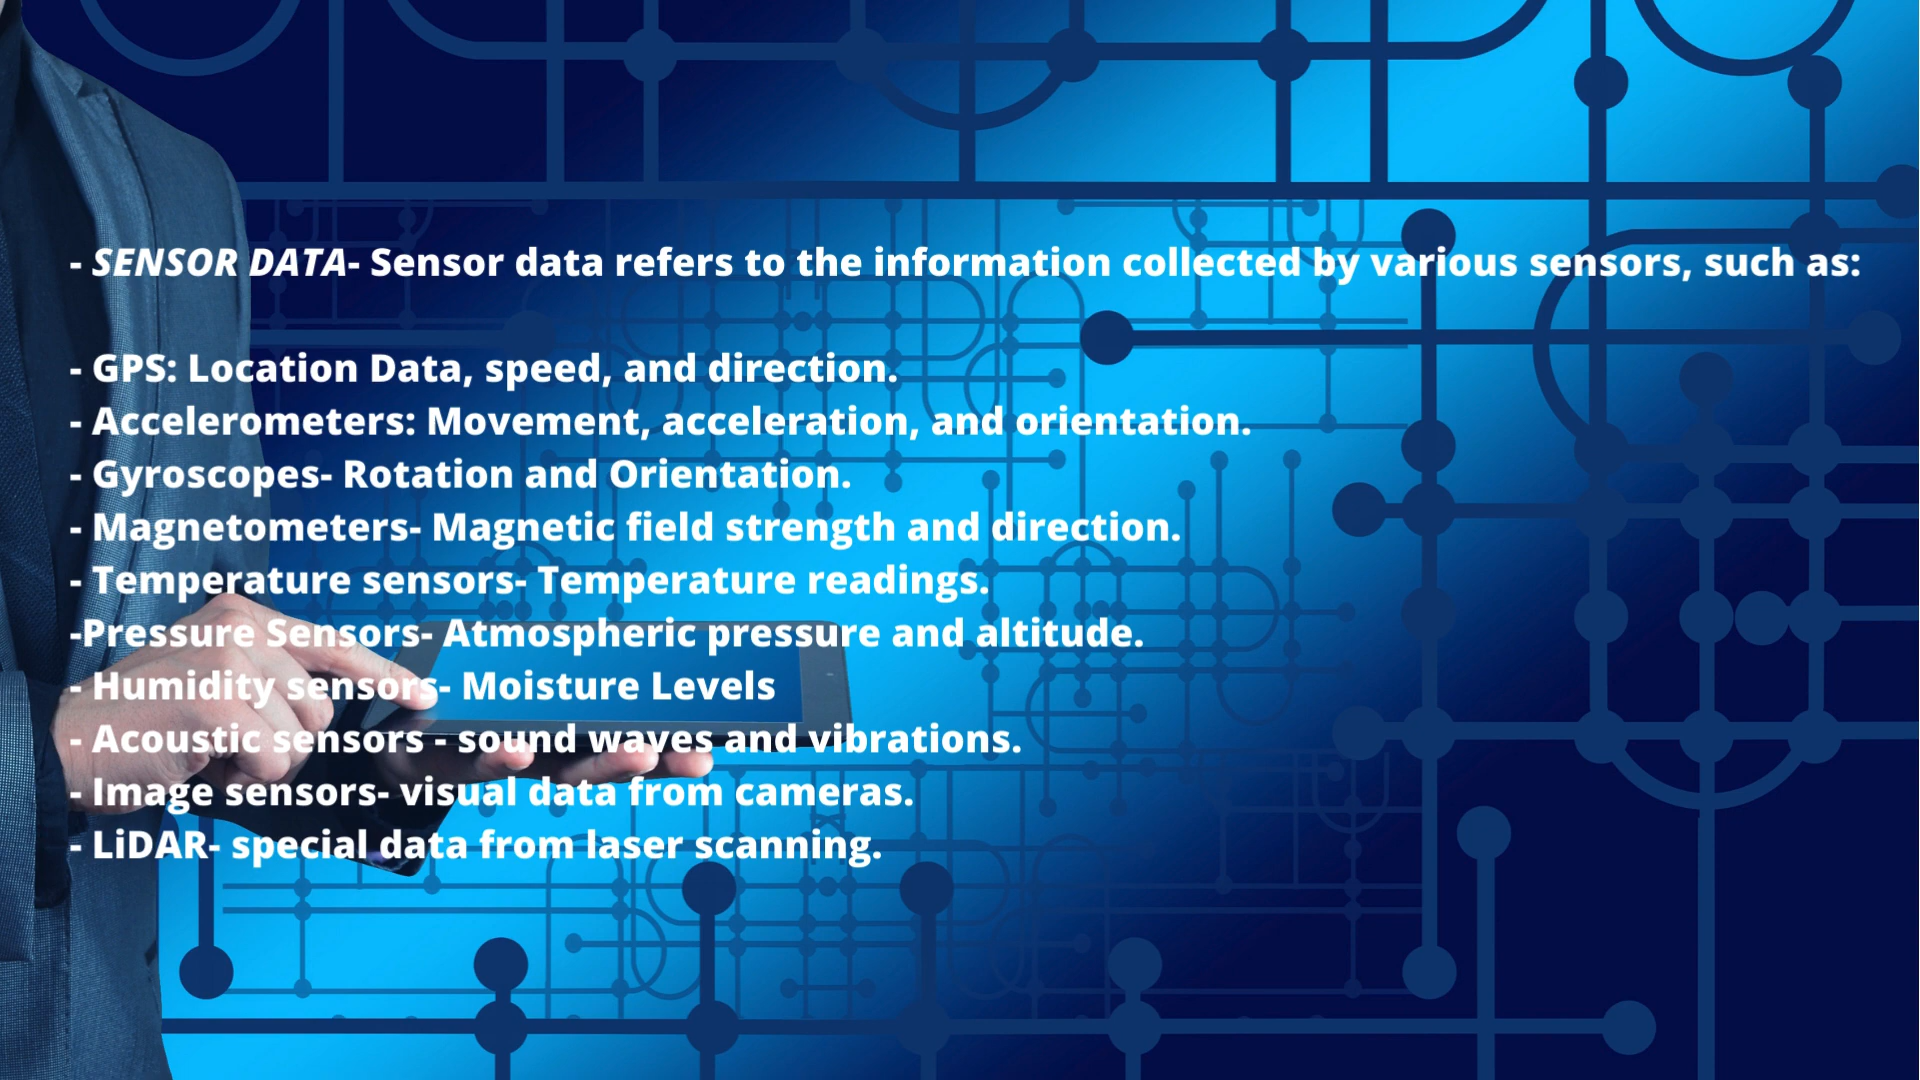 - SENSOR DATA- Sensor data refers to the information collected by various sensors, such as:
- GPS: Location Data, speed, and direction.
- Accelerometers: Movement, acceleration, and orientation.
- Gyroscopes- Rotation and Orientation.
- Magnetometers- Magnetic field strength and direction.
- Temperature sensors- Temperature readings.
-Pressure Sensors- Atmospheric pressure and altitude.
- Humidity sensors- Moisture Levels
- Acoustic sensors - sound waves and vibrations.
- Image sensors- visual data from cameras.
- LiDAR- special data from laser scanning.